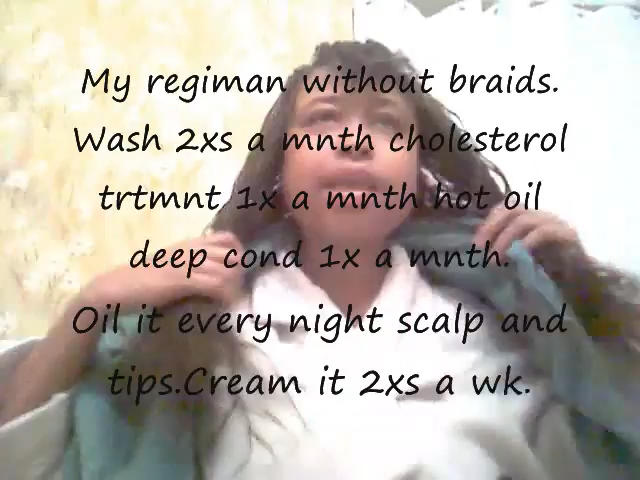 My regiman without braids.
Wash 2xs a mnth cholesterol
trtmnt 1x a mnth hot oil
deep cond 1x a mnth.
Oil it every night scalp and
tips.Cream it 2xs a wk.